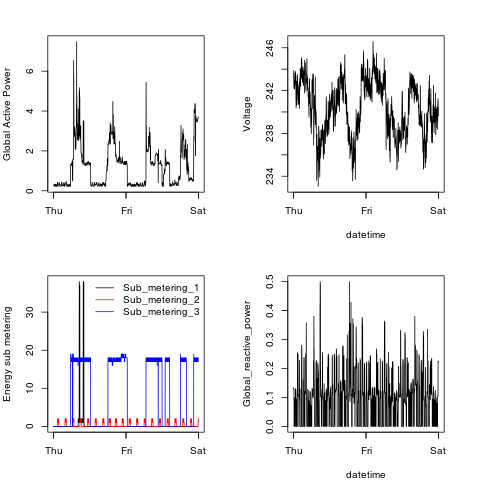 Global Active Power
0 2 4 6
Thu Fri Sat
Voltage
234 238 242 246
Thu Fri Sat
datetime
Energy sub metering
0 10 20 30
Sub_metering_1
Sub_metering_2
Sub_metering_3
Thu Fri Sat
Global_reactive_power
0.0 0.1 0.2 0.3 0.4 0.5
Thu Fri Sat
datetime